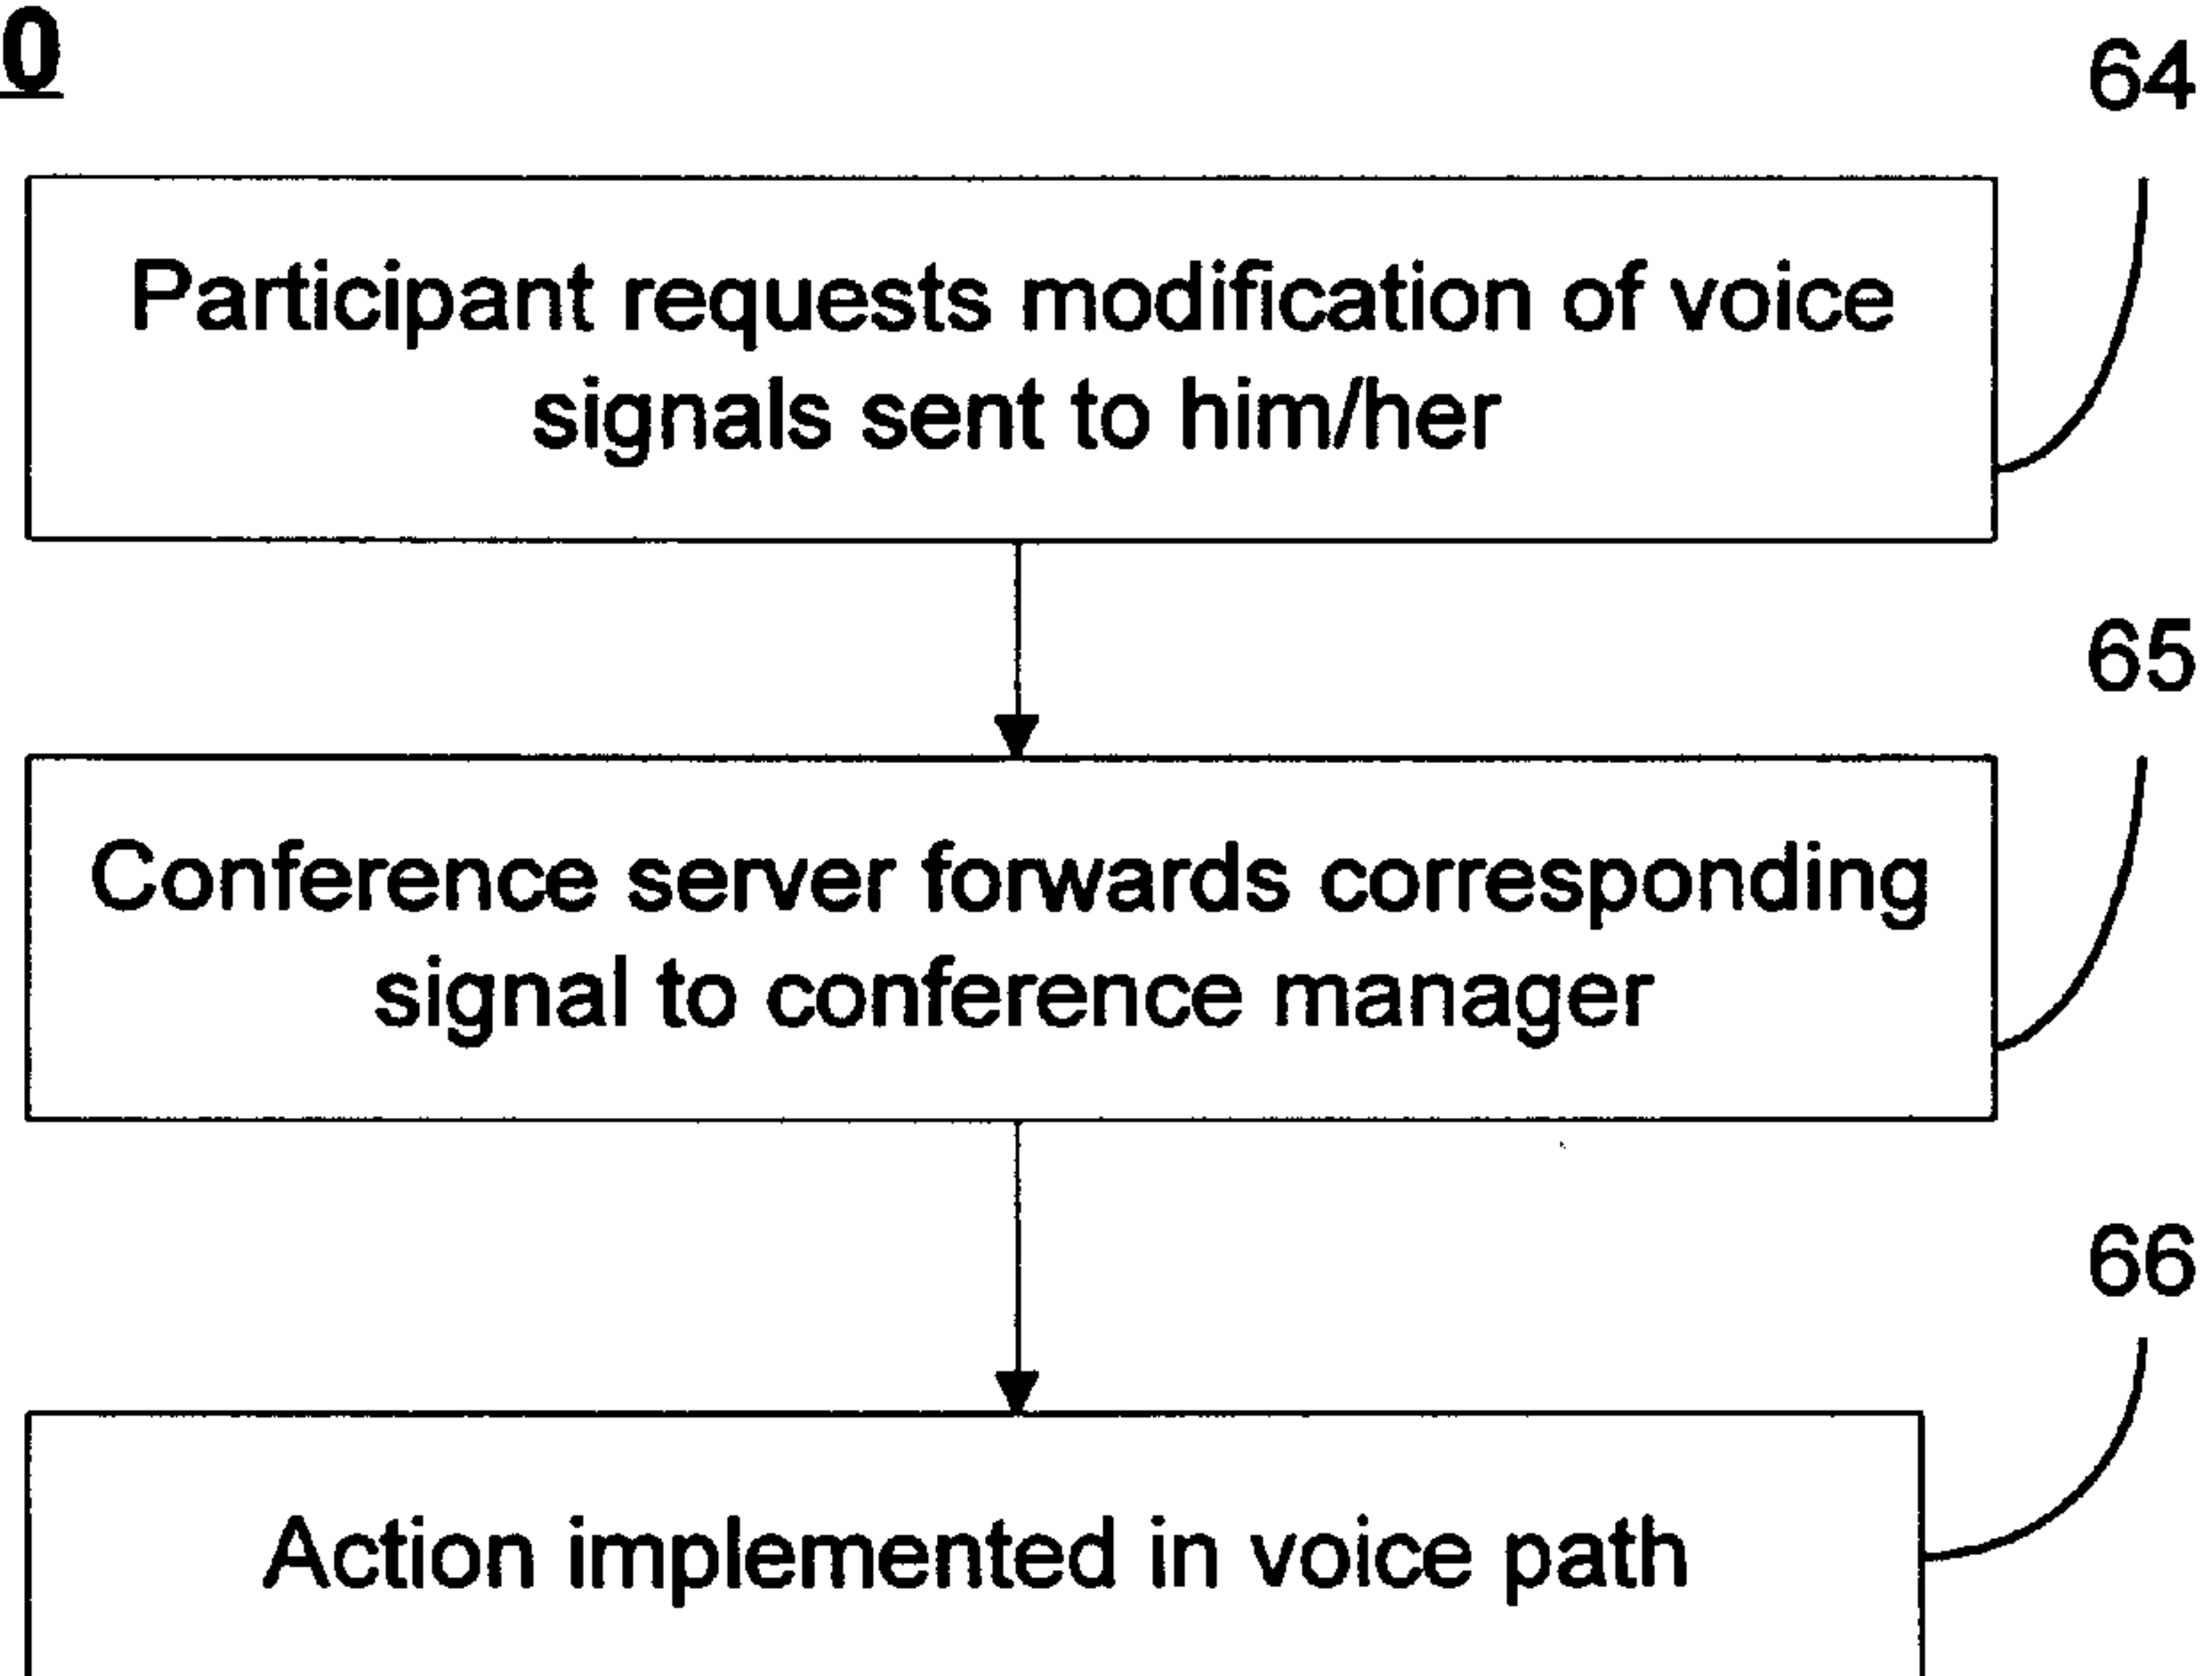 0
64
Participant requests modification of voice
signals sent to him/her
65
Conference server forwards corresponding
signal to conference manager
66
Action implemented in voice path